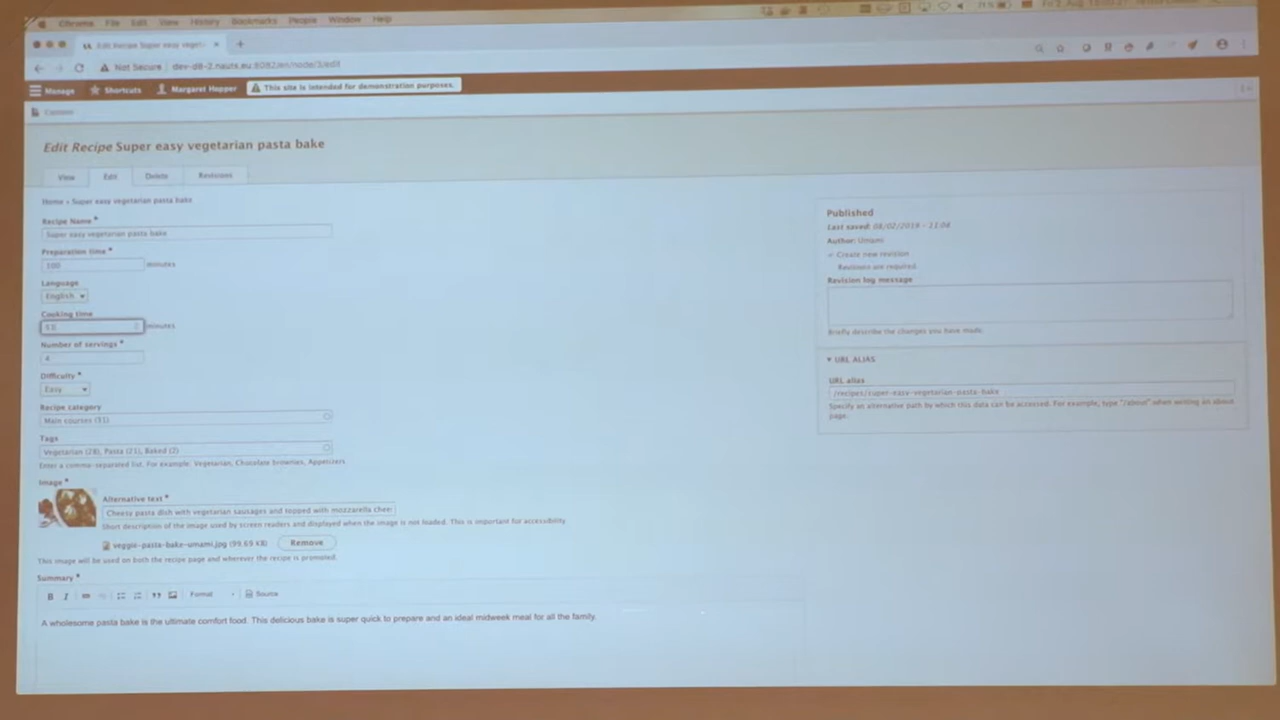 Chrome File Edit View History Bookmarks People Window Help
Edit Recipe Super easy veget
Not Secure dev-d8-2.nauts.eu:8082/en/node/3/edit
Manage Shortcuts Margaret Hopper This site is intended for demonstration purposes.
Content
Edit Recipe Super easy vegetarian pasta bake
View Edit Delete Revisions
Home » Super easy vegetarian pasta bake
Recipe Name *
Super easy vegetarian pasta bake
Preparation time *
100 minutes
Language
English
Cooking time
minutes
Number of servings *
4
Difficulty *
Easy
Recipe category
Main courses (31)
Tags
Vegetarian (28), Pasta (21), Baked (2)
Enter a comma-separated list. For example: Vegetarian, Chocolate brownies, Appetizers
Image *
Alternative text *
Cheesy pasta dish with vegetarian sausages and topped with mozzarella chee
Short description of the image used by screen readers and displayed when the image is not loaded. This is important for accessibility.
veggie-pasta-bake-umami.jpg (99.69 KB) Remove
This image will be used on both the recipe page and wherever the recipe is promoted.
Summary *
B I Format Source
A wholesome pasta bake is the ultimate comfort food. This delicious bake is super quick to prepare and an ideal midweek meal for all the family.
Published
Last saved: 08/02/2019 - 11:04
Author: Umami
Create new revision
Revisions are required.
Revision log message
Briefly describe the changes you have made.
URL ALIAS
URL alias
/recipes/super-easy-vegetarian-pasta-bake
Specify an alternative path by which this data can be accessed. For example, type "/about" when writing an about
page.